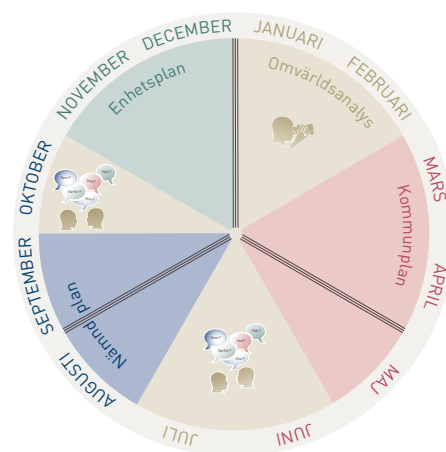 JANUARI
FEBRUARI
MARS
APRIL
MAJ
JUNI
JULI
AUGUSTI
SEPTEMBER
OKTOBER
NOVEMBER
DECEMBER
Omvärldsanalys
Kommunplan
Nämnd plan
Enhetsplan